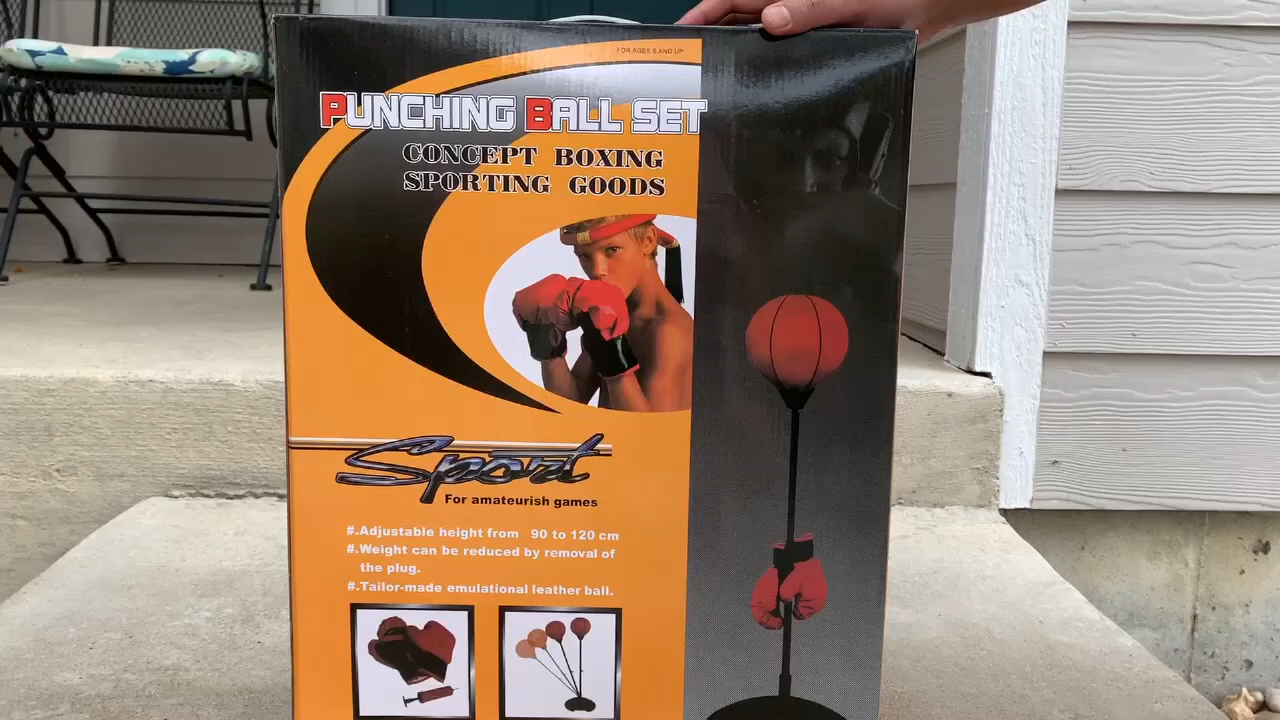 FOR AGES 6 AND UP
PUNCHING BALL SET
CONCEPT BOXING
SPORTING GOODS
Sport
For amateurish games
#.Adjustable height from 90 to 120 cm
#.Weight can be reduced by removal of
the plug.
#.Tailor-made emulational leather ball.